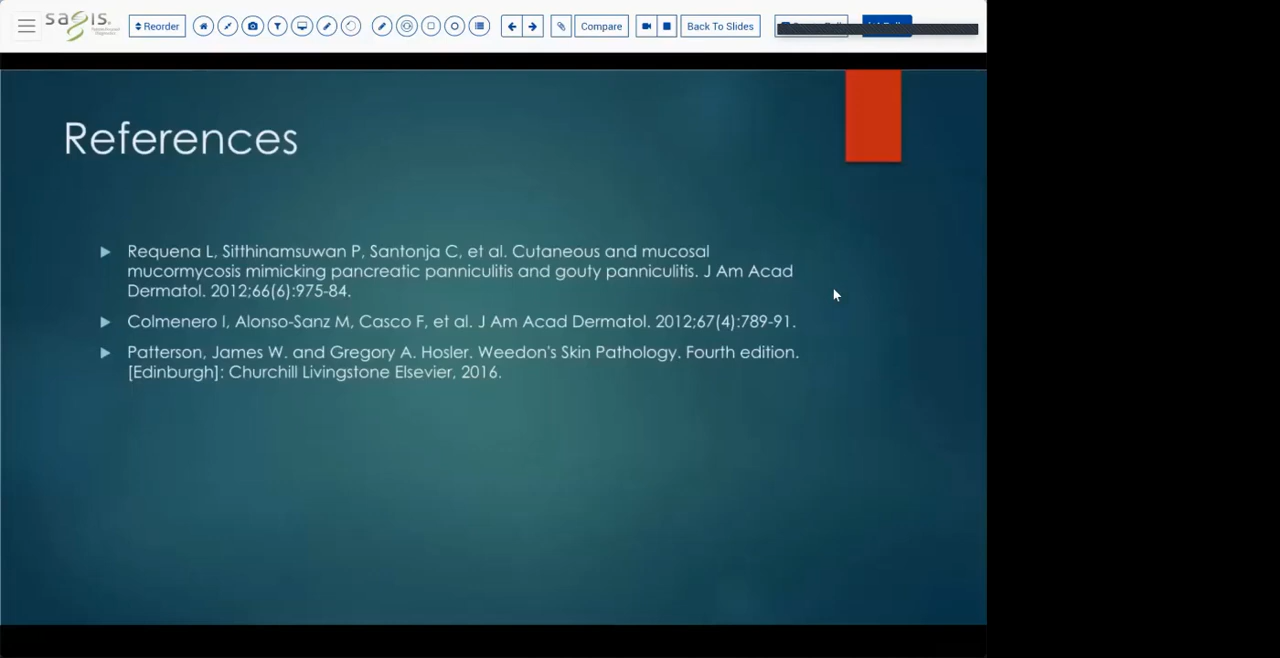 sagis
Reorder
Compare
Back To Slides
References
Requena L, Sitthinamsuwan P, Santonja C, et al. Cutaneous and mucosal
mucormycosis mimicking pancreatic panniculitis and gouty panniculitis. J Am Acad
Dermatol. 2012;66(6):975-84.
Colmenero I, Alonso-Sanz M, Casco F, et al. J Am Acad Dermatol. 2012;67(4):789-91.
Patterson, James W. and Gregory A. Hosler. Weedon's Skin Pathology. Fourth edition.
[Edinburgh]: Churchill Livingstone Elsevier, 2016.